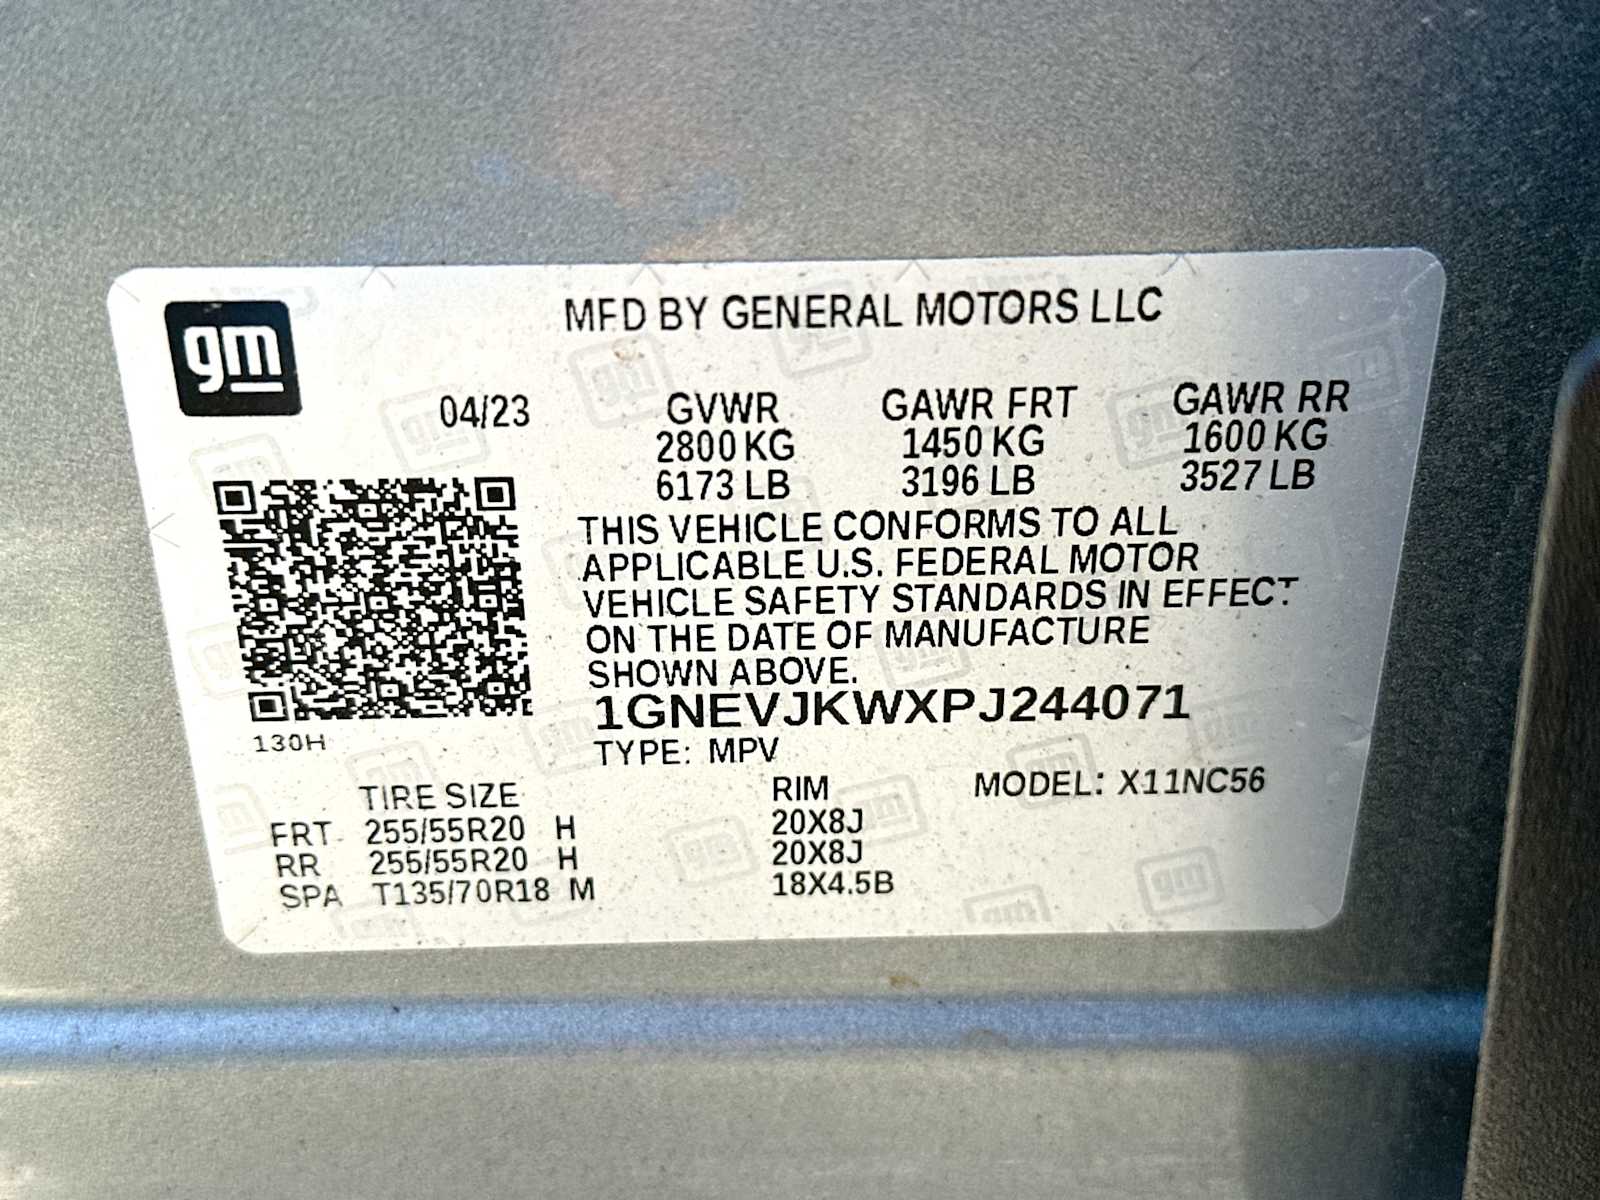 gm
MFD BY GENERAL MOTORS LLC
04/23 GVWR GAWR FRT GAWR RR
2800 KG 1450 KG 1600 KG
6173 LB 3196 LB 3527 LB
THIS VEHICLE CONFORMS TO ALL
APPLICABLE U.S. FEDERAL MOTOR
VEHICLE SAFETY STANDARDS IN EFFECT
ON THE DATE OF MANUFACTURE
SHOWN ABOVE.
1GNEVJKWXPJ244071
130H
TYPE: MPV
TIRE SIZE RIM MODEL: X11NC56
FRT 255/55R20 H 20X8J
RR 255/55R20 H 20X8J
SPA T135/70R18 M 18X4.5B